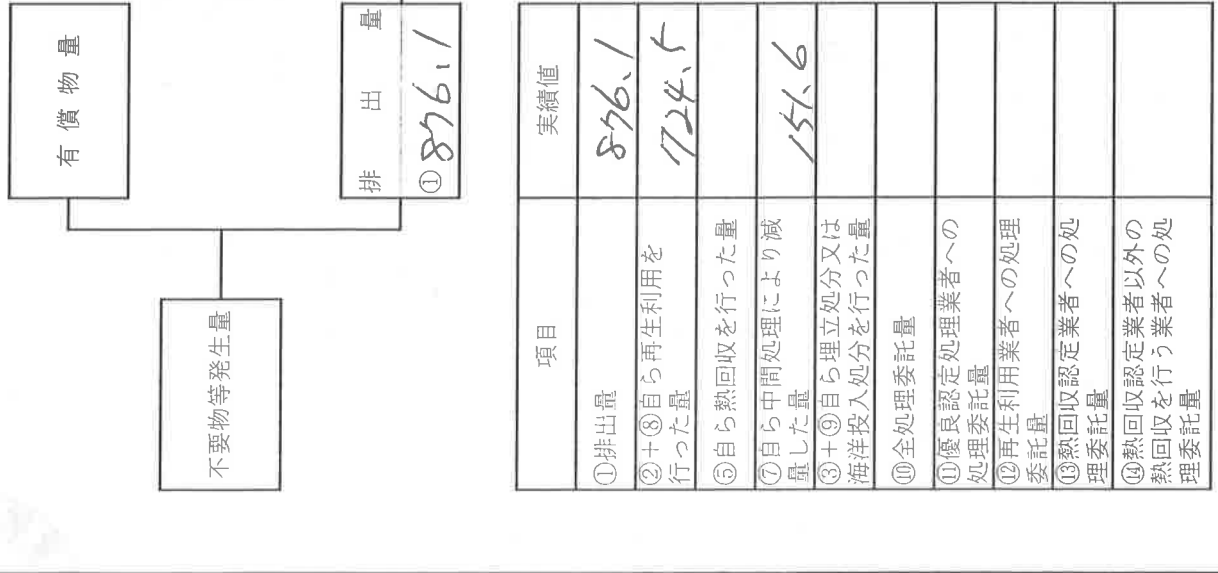 有償物量
不要物等発生量
排出量
①876.1
項目
実績値
①排出量
876.1
②+⑧自ら再生利用を
行った量
724.5
⑤自ら熱回収を行った量
⑦自ら中間処理により減
量した量
151.6
③+⑨自ら埋立処分又は
海洋投入処分を行った量
⑩全処理委託量
⑪優良認定処理業者への
処理委託量
⑫再生利用業者への処理
委託量
⑬熱回収認定業者への処
理委託量
⑭熱回収認定業者以外の
熱回収を行う業者への処
理委託量